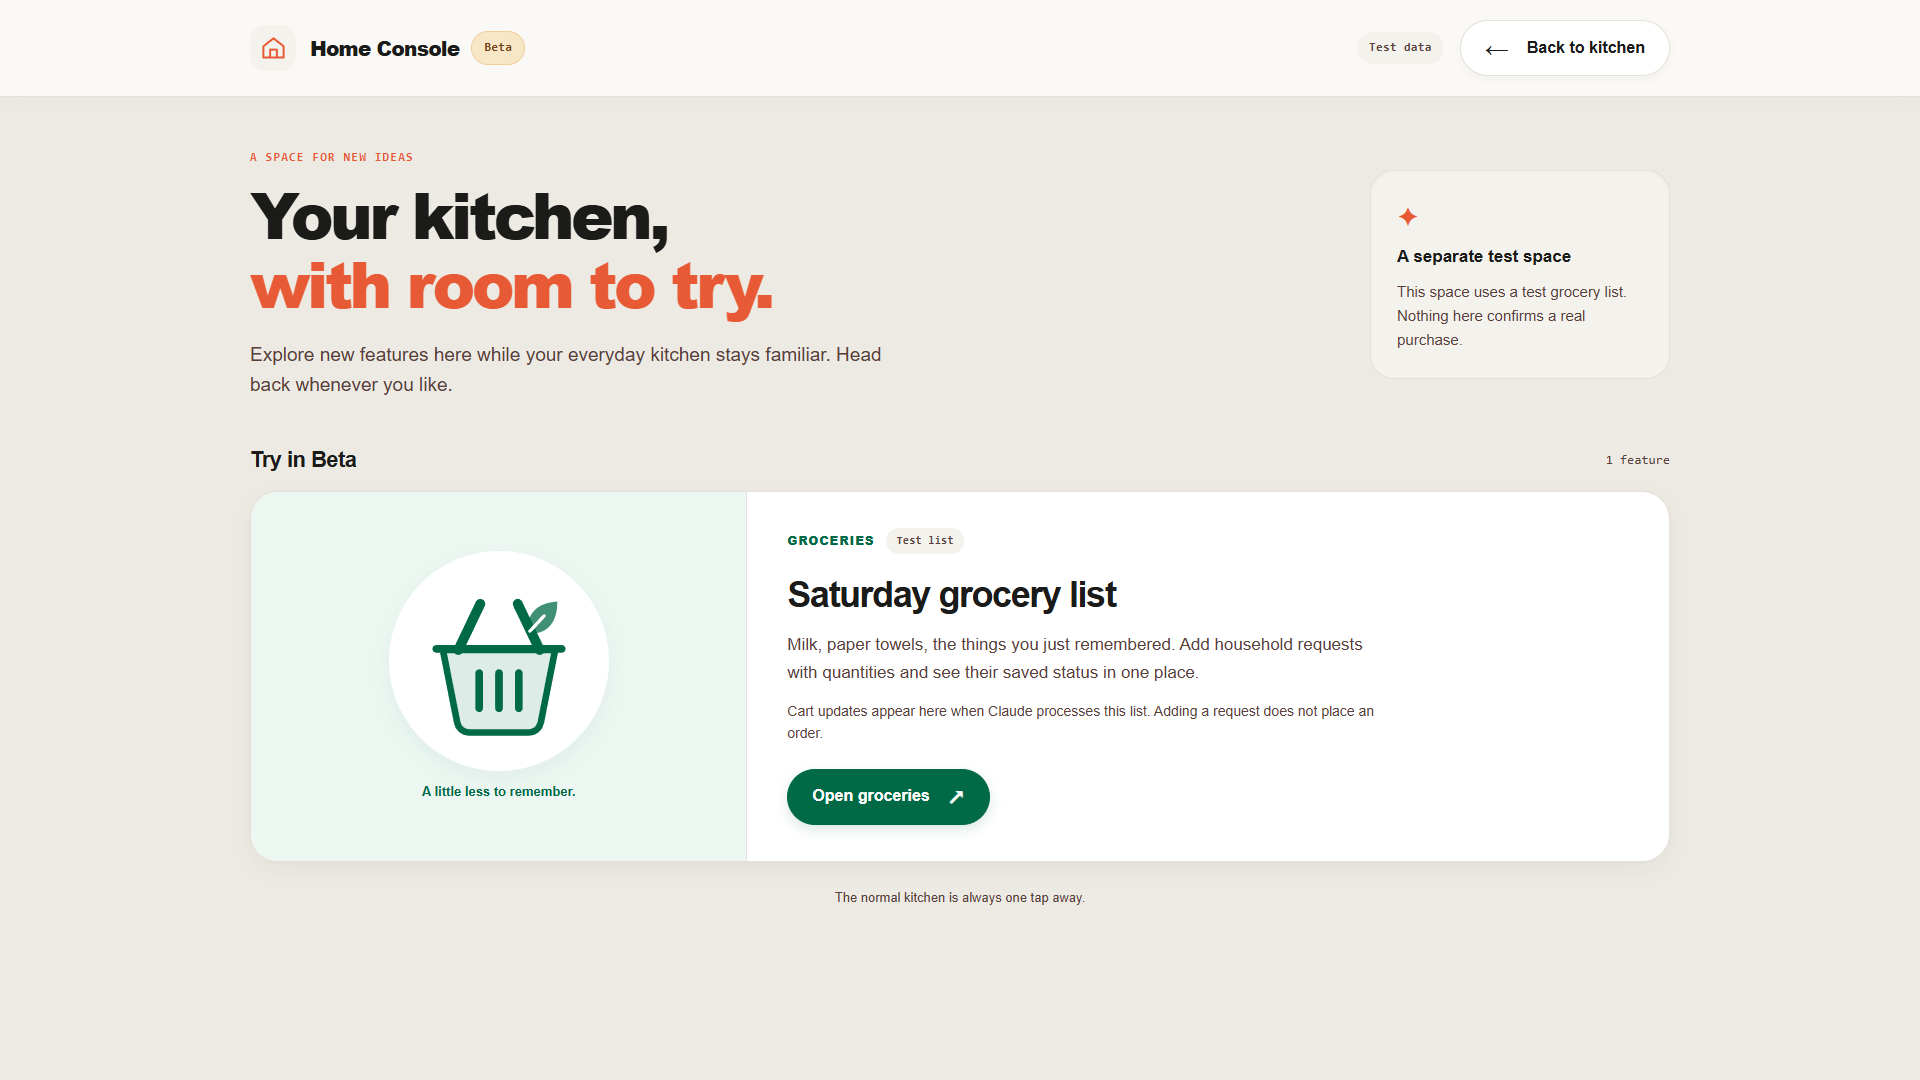 Home Console Beta
Test data
← Back to kitchen
A SPACE FOR NEW IDEAS
Your kitchen,
with room to try.
Explore new features here while your everyday kitchen stays familiar. Head
back whenever you like.
A separate test space
This space uses a test grocery list.
Nothing here confirms a real
purchase.
Try in Beta
1 feature
A little less to remember.
GROCERIES Test list
Saturday grocery list
Milk, paper towels, the things you just remembered. Add household requests
with quantities and see their saved status in one place.
Cart updates appear here when Claude processes this list. Adding a request does not place an
order.
Open groceries ↗
The normal kitchen is always one tap away.